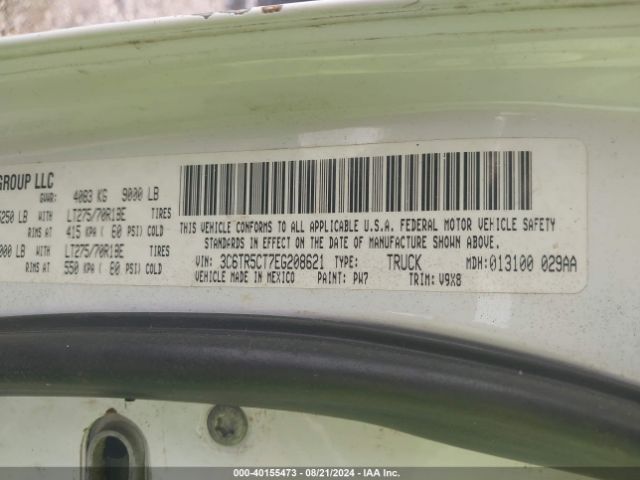 GROUP LLC
GVWR: 4083 KG 9000 LB
250 LB WITH LT275/70R18E TIRES
RIMS AT 415 KPA ( 60 PSI) COLD
000 LB WITH LT275/70R18E TIRES
RIMS AT 550 KPA ( 80 PSI) COLD
THIS VEHICLE CONFORMS TO ALL APPLICABLE U.S.A. FEDERAL MOTOR VEHICLE SAFETY
STANDARDS IN EFFECT ON THE DATE OF MANUFACTURE SHOWN ABOVE.
VIN: 3C6TR5CT7EG208621 TYPE: TRUCK MDH: 013100 029AA
VEHICLE MADE IN MEXICO PAINT: PW7 TRIM: V9X8
000-40155473 - 08/21/2024 - IAA Inc.